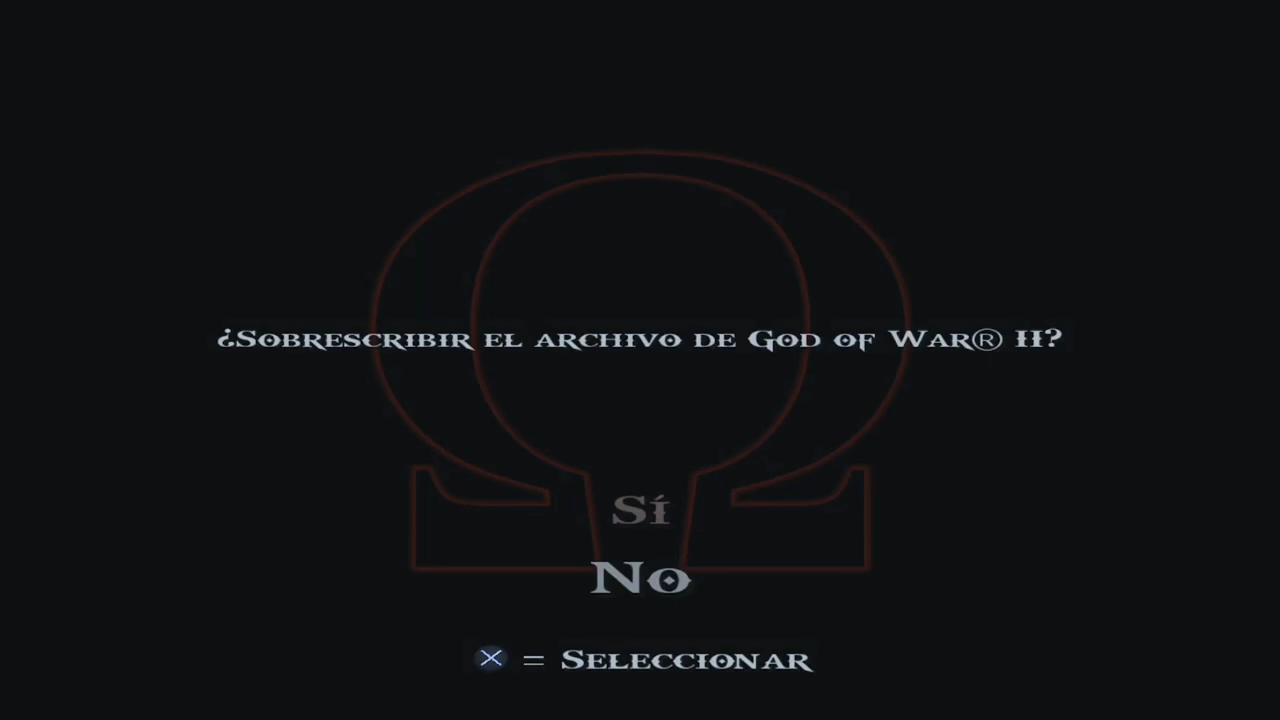 ¿Sobrescribir el archivo de God of War® II?
Sí
No
= Seleccionar